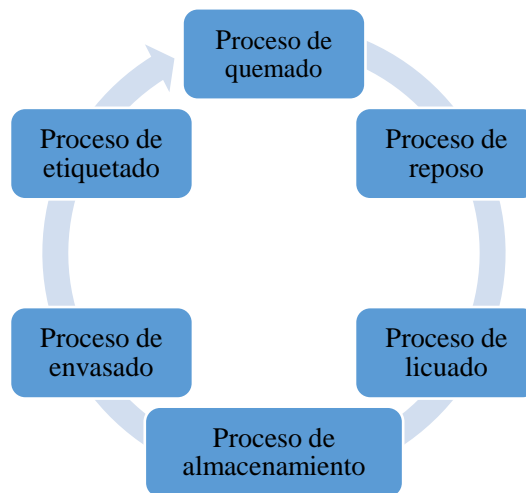 Proceso de
quemado
Proceso de
reposo
Proceso de
licuado
Proceso de
almacenamiento
Proceso de
envasado
Proceso de
etiquetado